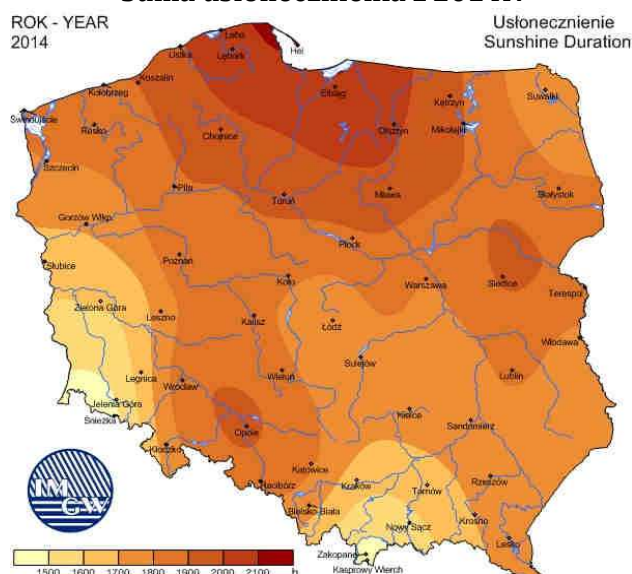 ROK - YEAR
2014
Usłonecznienie
Sunshine Duration
Łeba
Hel
Ustka
Lębork
Koszalin
Kołobrzeg
Elbląg
Kętrzyn
Suwałki
Świnoujście
Resko
Chojnice
Olsztyn
Mikołajki
Szczecin
Piła
Toruń
Mława
Białystok
Gorzów Wlkp.
Płock
Słubice
Poznań
Koło
Warszawa
Siedlce
Terespol
Zielona Góra
Leszno
Kalisz
Łódź
Włodawa
Sulejów
Legnica
Wrocław
Wieluń
Lublin
Jelenia Góra
Śnieżka
Opole
Kielce
Sandomierz
Kłodzko
Katowice
Racibórz
Kraków
Tarnów
Rzeszów
Bielsko-Biała
Nowy Sącz
Krosno
Lesko
Zakopane
Kasprowy Wierch
IM
GW
1500 1600 1700 1800 1900 2000 2100 h